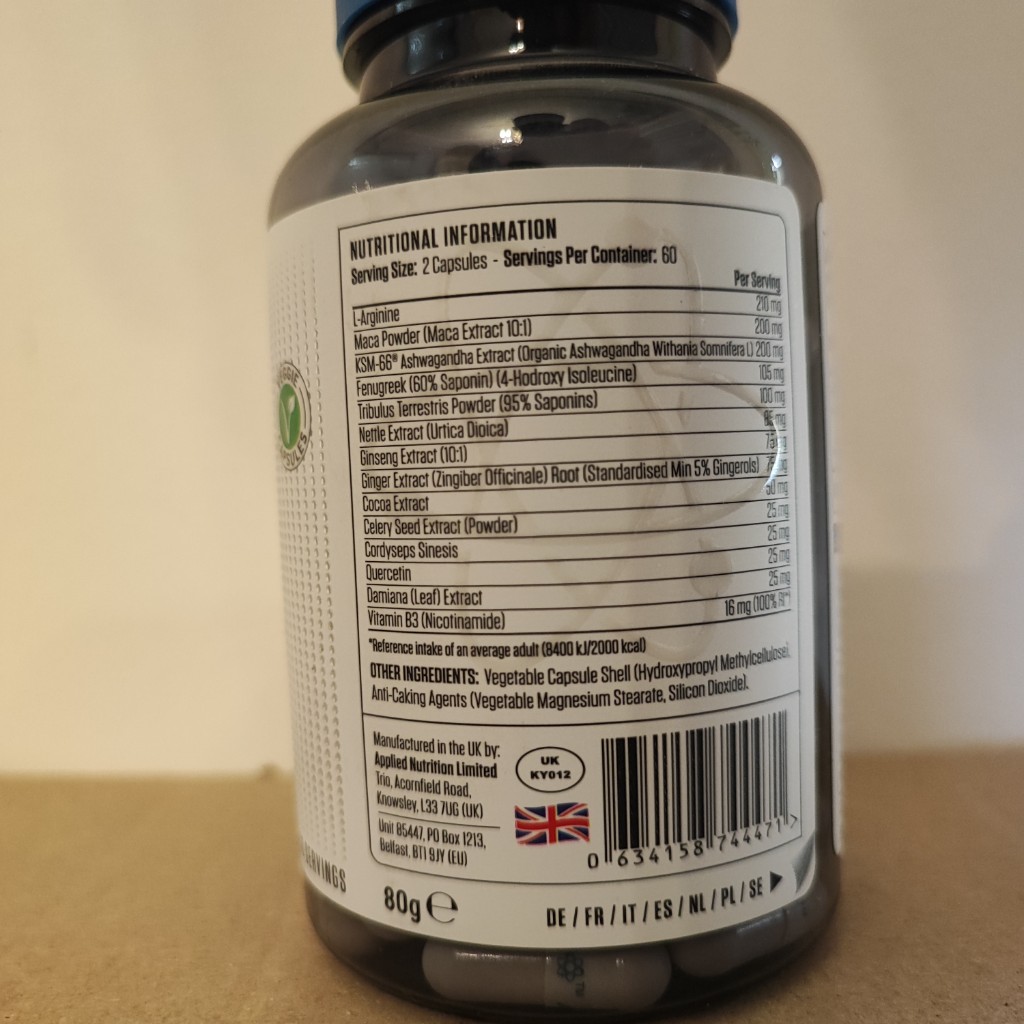 NUTRITIONAL INFORMATION
Serving Size: 2 Capsules - Servings Per Container: 60
Per Serving
L-Arginine 210 mg
Maca Powder (Maca Extract 10:1) 200 mg
KSM-66® Ashwagandha Extract (Organic Ashwagandha Withania Somnifera L) 200 mg
Fenugreek (60% Saponin) (4-Hodroxy Isoleucine) 105 mg
Tribulus Terrestris Powder (95% Saponins) 100 mg
Nettle Extract (Urtica Dioica) mg
Ginseng Extract (10:1)
Ginger Extract (Zingiber Officinale) Root (Standardised Min 5% Gingerols)
Cocoa Extract 50 mg
Celery Seed Extract (Powder) 25 mg
Cordyseps Sinesis 25 mg
Quercetin 25 mg
Damiana (Leaf) Extract 25 mg
Vitamin B3 (Nicotinamide) 16 mg (100% RI*)
*Reference intake of an average adult (8400 kJ/2000 kcal)
OTHER INGREDIENTS: Vegetable Capsule Shell (Hydroxypropyl Methylcellulose),
Anti-Caking Agents (Vegetable Magnesium Stearate, Silicon Dioxide).
Manufactured in the UK by:
Applied Nutrition Limited
Trio, Acornfield Road,
Knowsley, L33 7UG (UK)
Unit 85447, PO Box 1213,
Belfast, BT1 9JY (EU)
UK
KY012
0 634158 744471 >
80g ℮
DE / FR / IT / ES / NL / PL / SE ▶